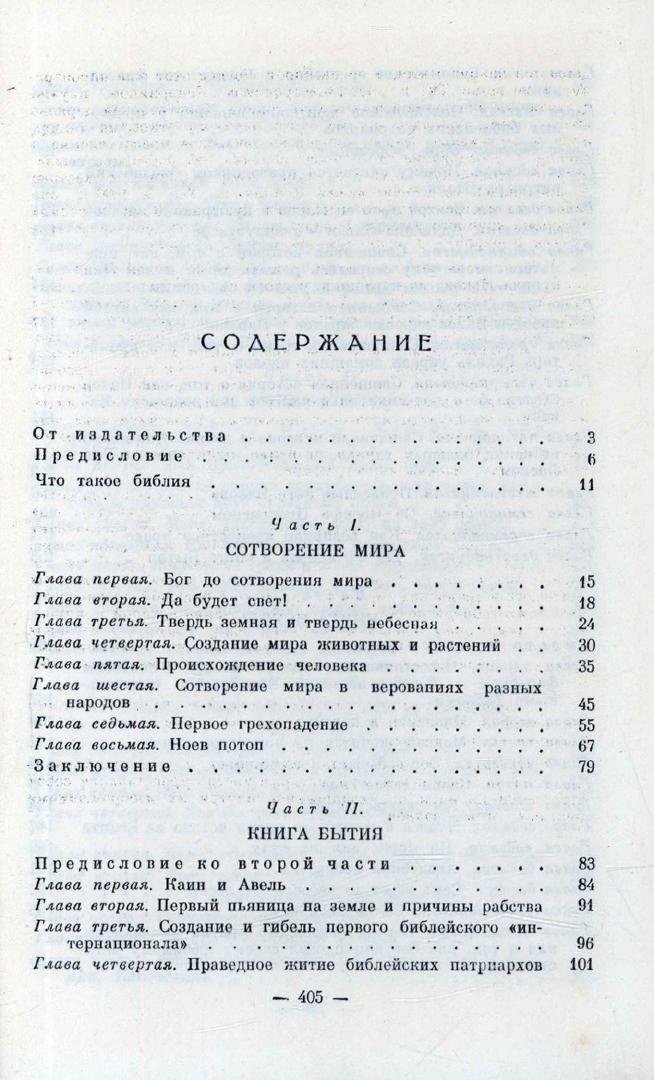 СОДЕРЖАНИЕ
От издательства . . . . . . . . . . . . . 3
Предисловие . . . . . . . . . . . . . . . 6
Что такое библия . . . . . . . . . . . . . 11
Часть I.
СОТВОРЕНИЕ МИРА
Глава первая. Бог до сотворения мира . . . . . . . . 15
Глава вторая. Да будет свет! . . . . . . . . . . . 18
Глава третья. Твердь земная и твердь небесная . . . . . 24
Глава четвертая. Создание мира животных и растений . . 30
Глава пятая. Происхождение человека . . . . . . . . 35
Глава шестая. Сотворение мира в верованиях разных
народов . . . . . . . . . . . . . . . . 45
Глава седьмая. Первое грехопадение . . . . . . . . . 55
Глава восьмая. Ноев потоп . . . . . . . . . . . . 67
Заключение . . . . . . . . . . . . . . . . 79
Часть II.
КНИГА БЫТИЯ
Предисловие ко второй части . . . . . . . 83
Глава первая. Каин и Авель . . . . . . . . . . . 84
Глава вторая. Первый пьяница на земле и причины рабства 91
Глава третья. Создание и гибель первого библейского «ин-
тернационала» . . . . . . . . . . . . . . 96
Глава четвертая. Праведное житие библейских патриархов 101
— 405 —